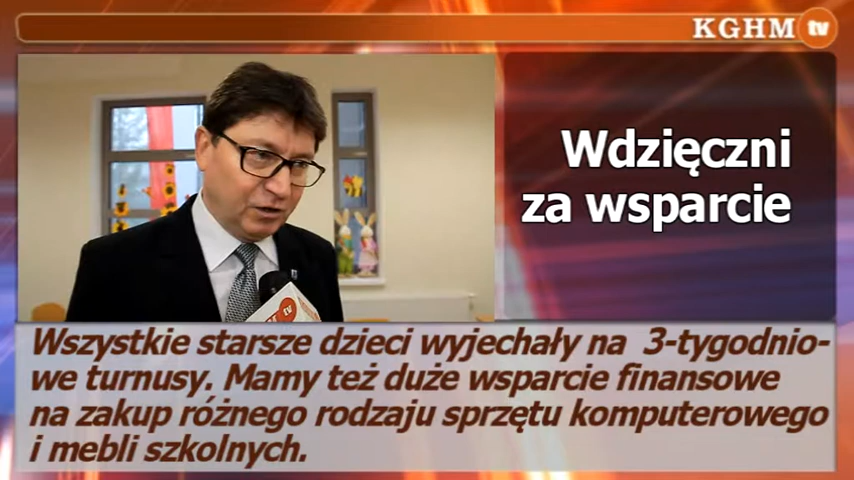 KGHM tv
Wdzięczni
za wsparcie
tv
Wszystkie starsze dzieci wyjechały na 3-tygodnio-
we turnusy. Mamy też duże wsparcie finansowe
na zakup różnego rodzaju sprzętu komputerowego
i mebli szkolnych.